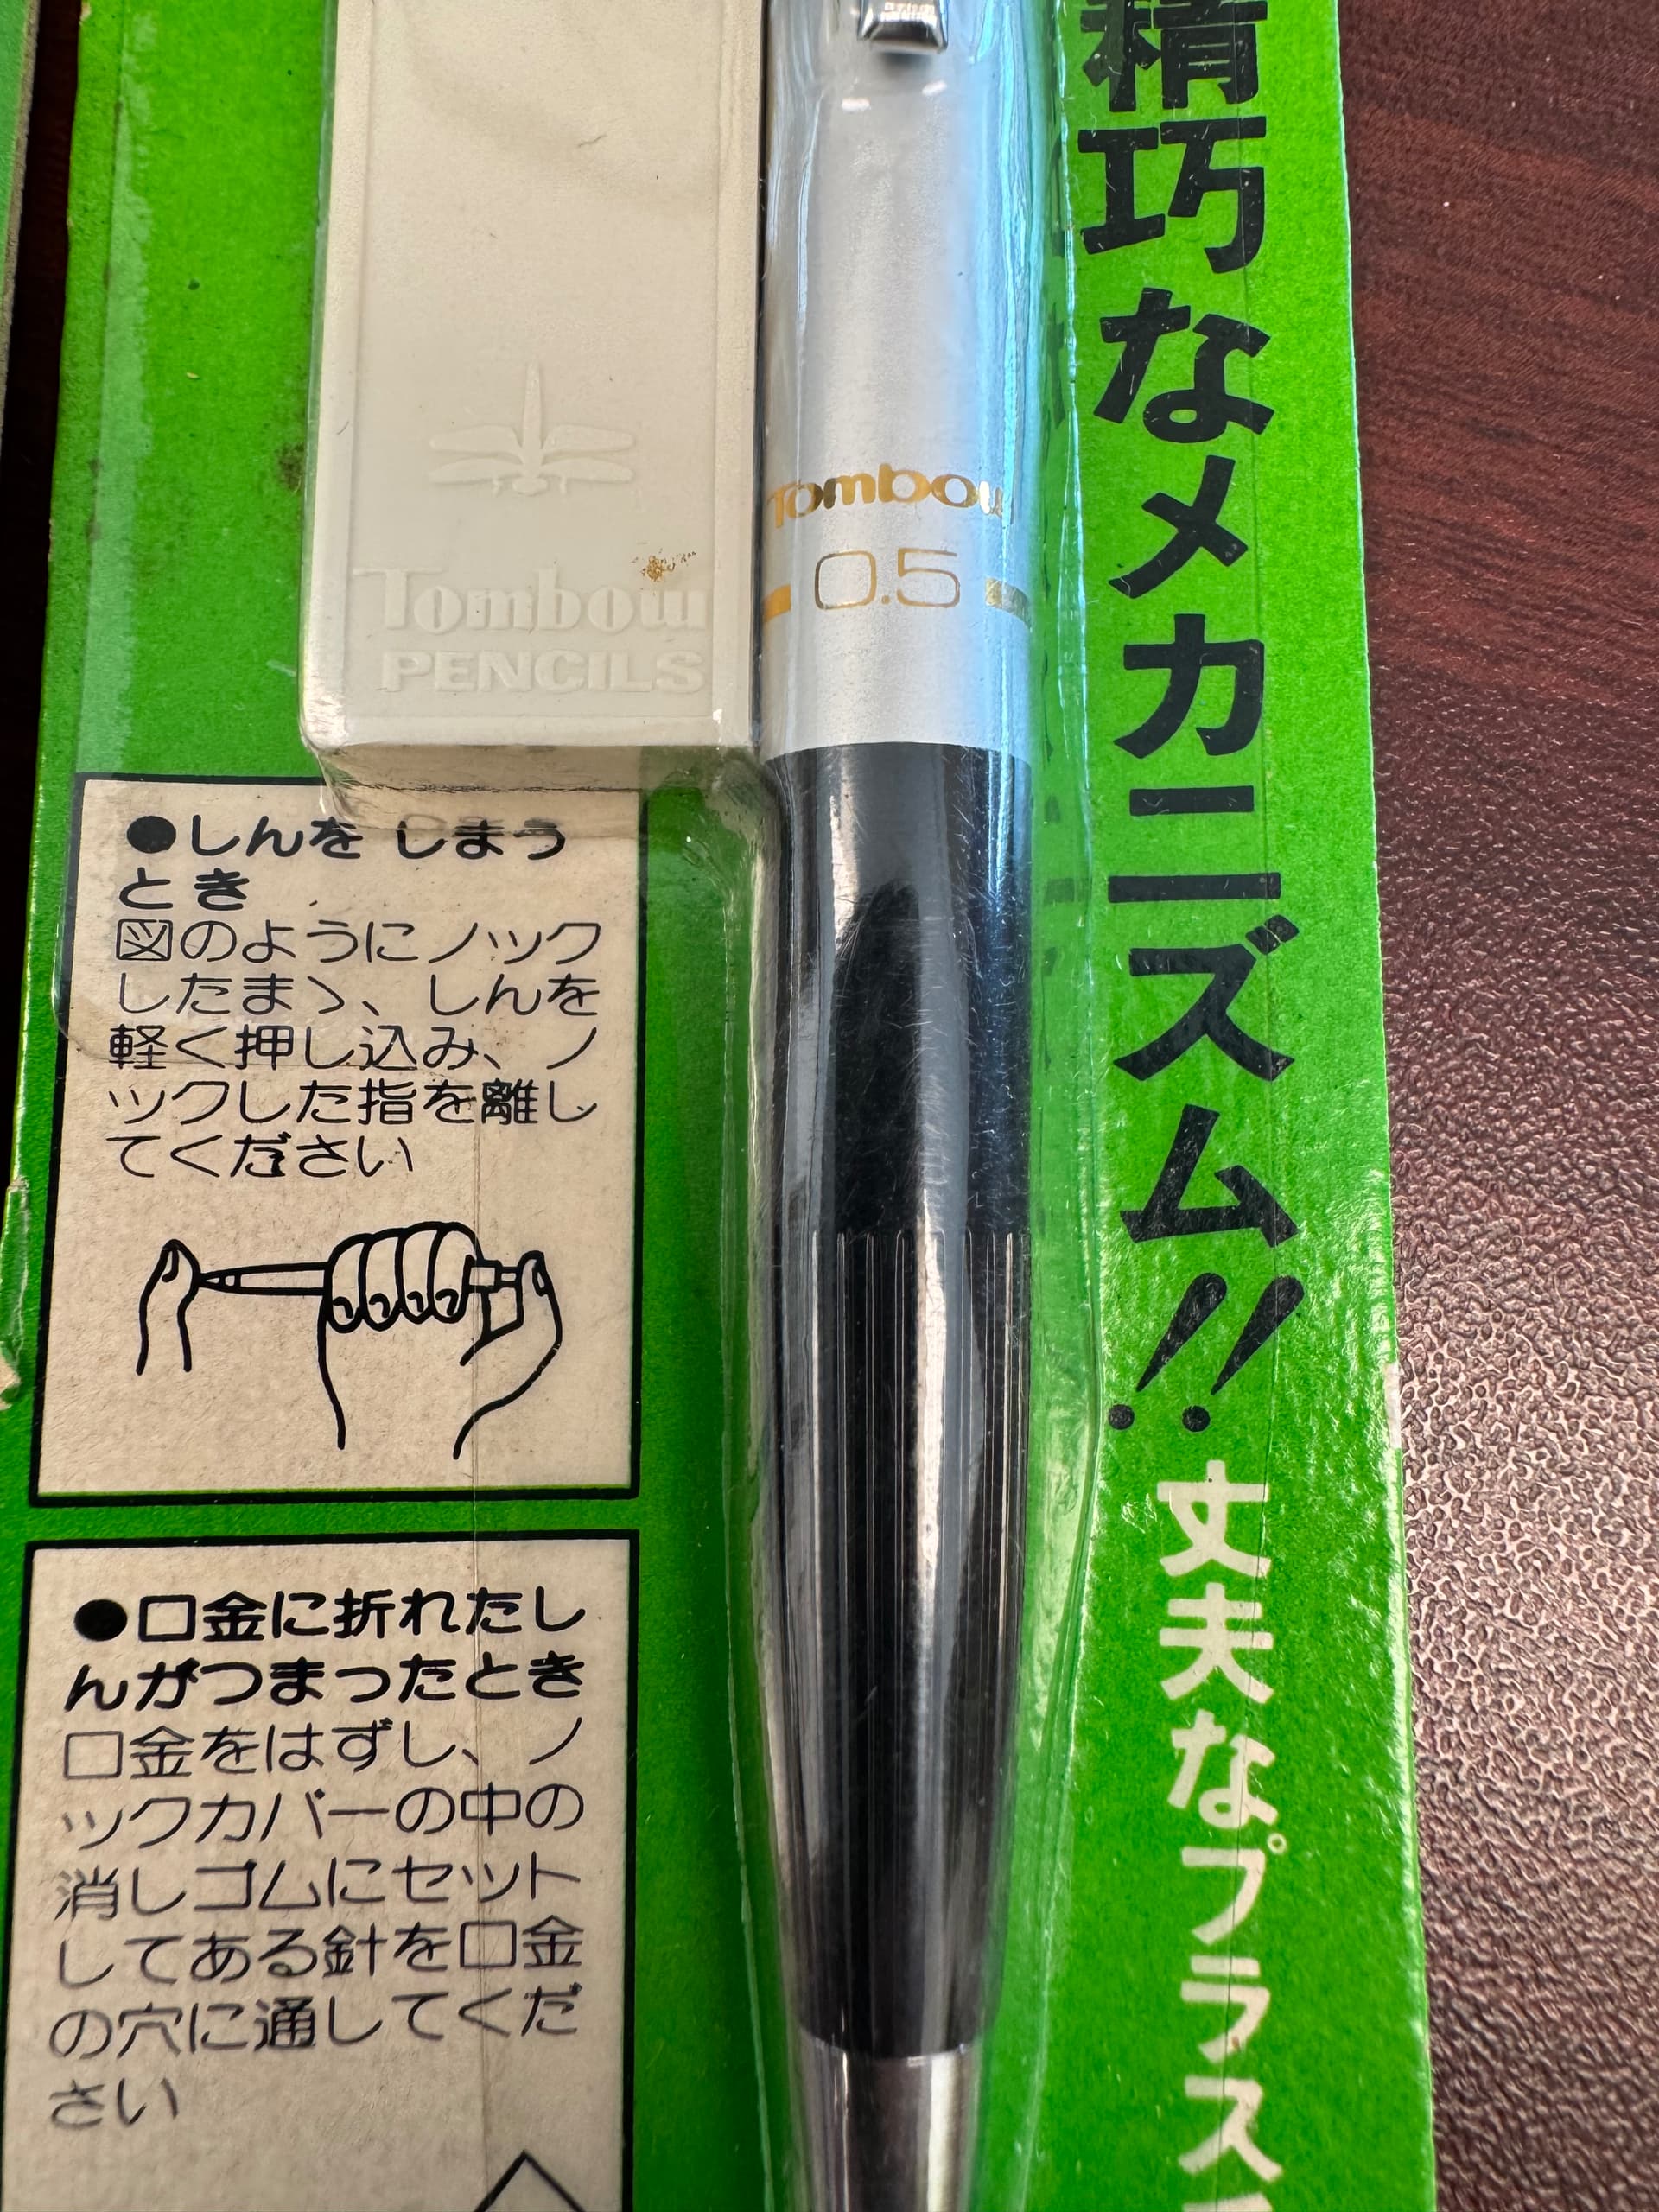 精巧なメカニズム!!
丈夫なプラス
Tombow
0.5
Tombow
PENCILS
●しんを しまう
とき
図のようにノック
したまゝ、しんを
軽く押し込み、ノ
ックした指を離し
てください
●口金に折れたし
んがつまったとき
口金をはずし、ノ
ックカバーの中の
消しゴムにセット
してある針を口金
の穴に通してくだ
さい